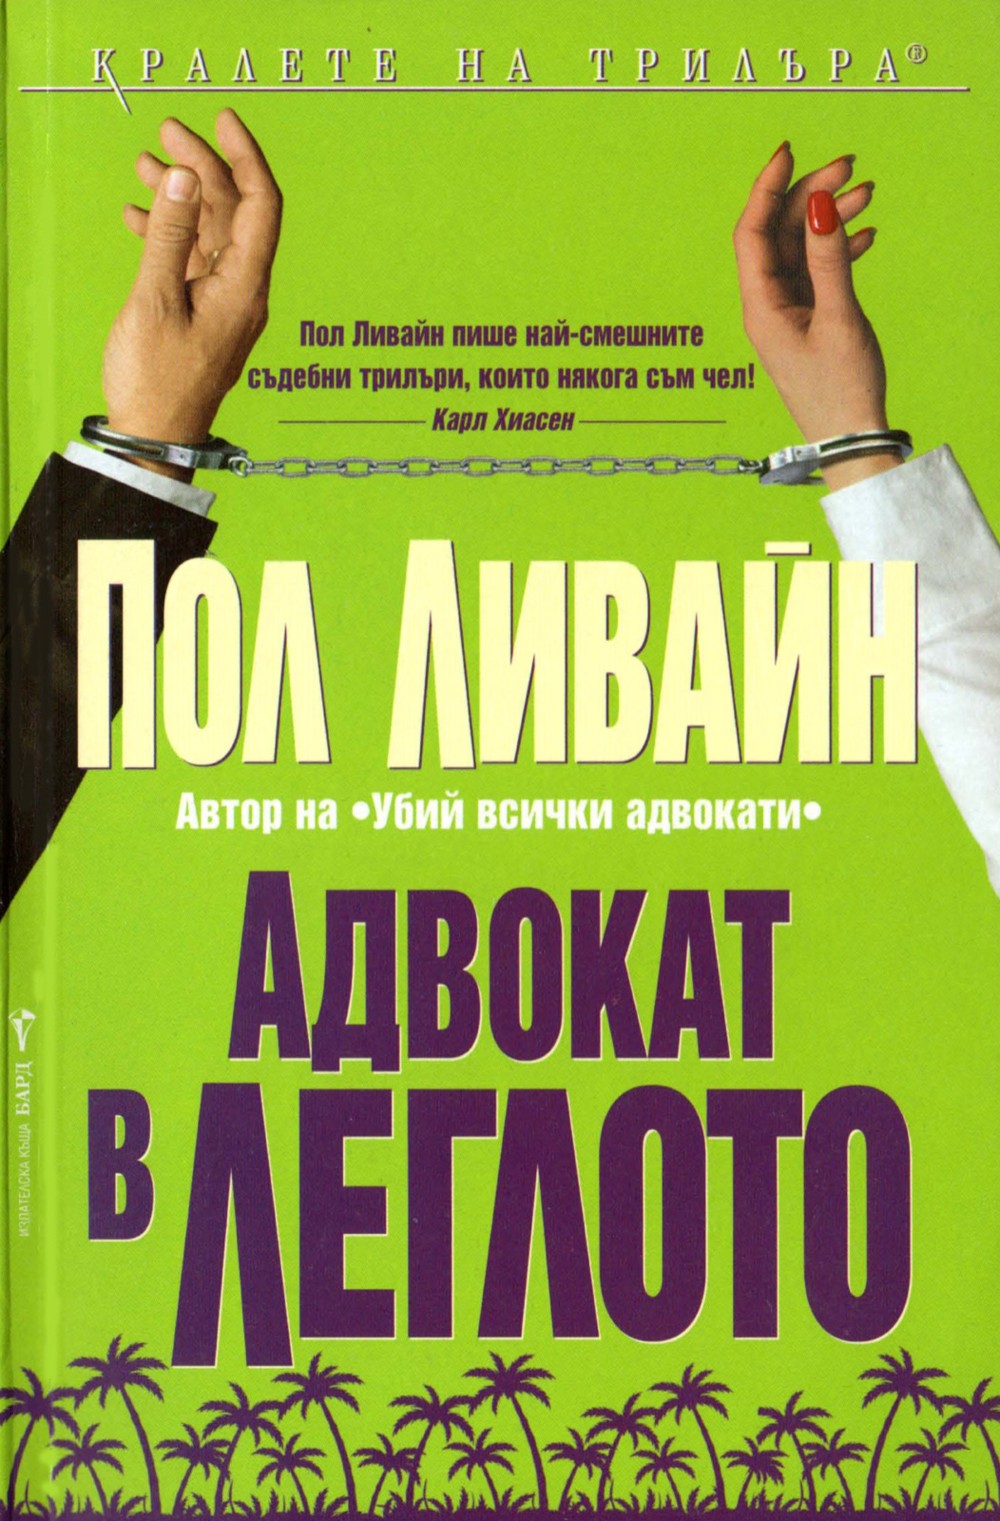 КРАЛЕТЕ НА ТРИЛЪРА®
Пол Ливайн пише най-смешните
съдебни трилъри, които някога съм чел!
Карл Хиасен
ПОЛ ЛИВАЙН
Автор на •Убий всички адвокати•
АДВОКАТ
В ЛЕГЛОТО
ИЗДАТЕЛСКА КЪЩА БАРД